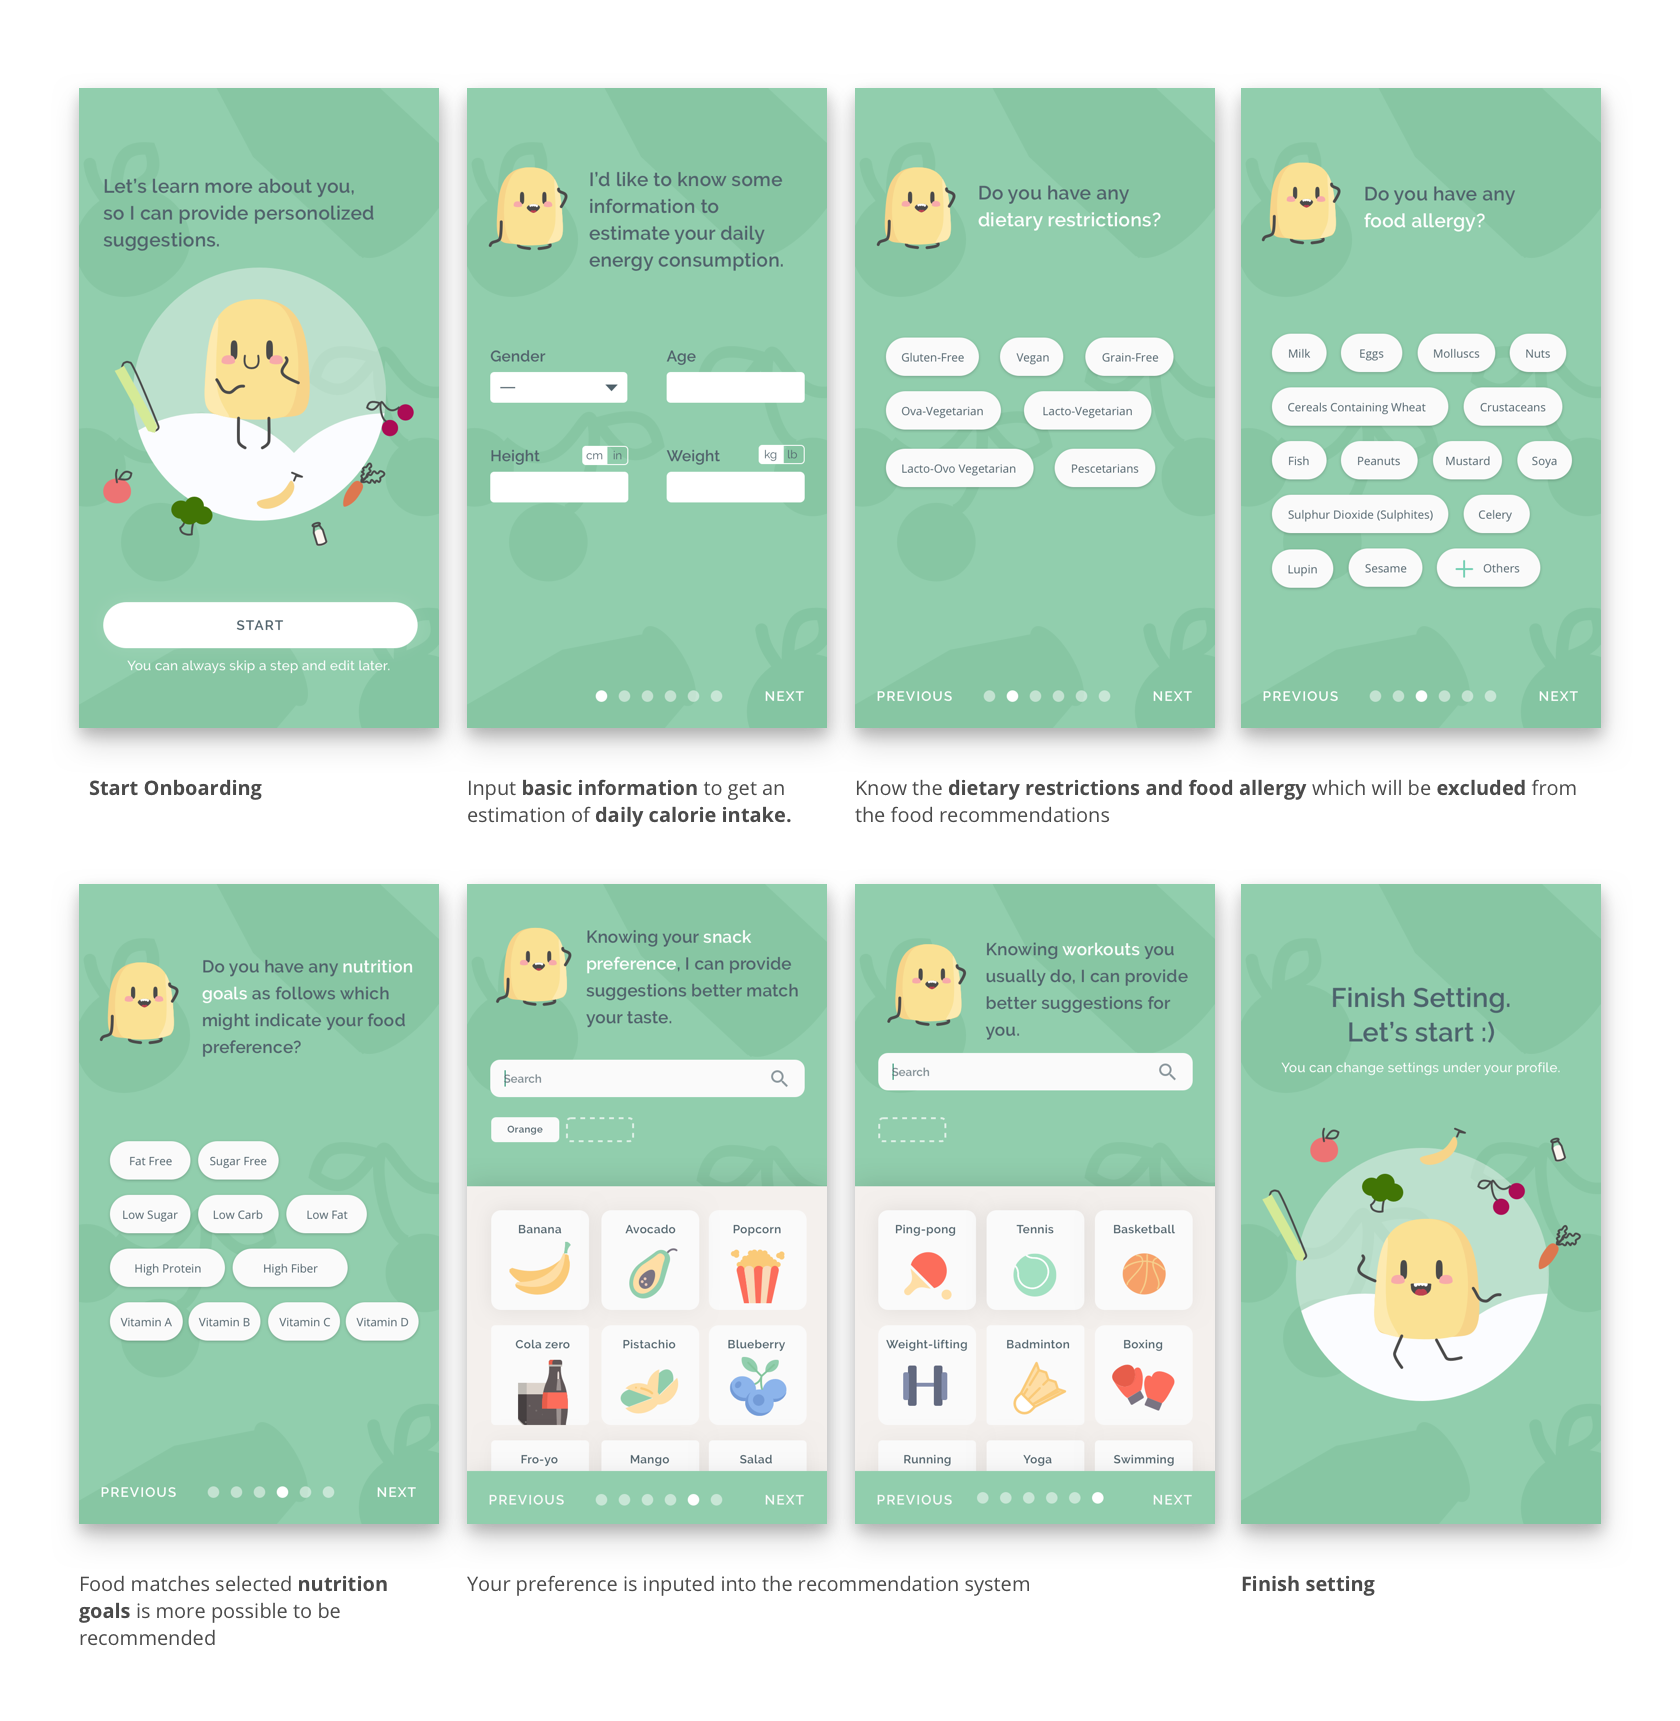 Let's learn more about you,
so I can provide personolized
suggestions.
START
You can always skip a step and edit later.
I'd like to know some
information to
estimate your daily
energy consumption.
Gender
Age
—
Height
cm in
Weight
kg lb
NEXT
Do you have any
dietary restrictions?
Gluten-Free
Vegan
Grain-Free
Ova-Vegetarian
Lacto-Vegetarian
Lacto-Ovo Vegetarian
Pescetarians
PREVIOUS
NEXT
Do you have any
food allergy?
Milk
Eggs
Molluscs
Nuts
Cereals Containing Wheat
Crustaceans
Fish
Peanuts
Mustard
Soya
Sulphur Dioxide (Sulphites)
Celery
Lupin
Sesame
Others
PREVIOUS
NEXT
Start Onboarding
Input basic information to get an
estimation of daily calorie intake.
Know the dietary restrictions and food allergy which will be excluded from
the food recommendations
Do you have any nutrition
goals as follows which
might indicate your food
preference?
Fat Free
Sugar Free
Low Sugar
Low Carb
Low Fat
High Protein
High Fiber
Vitamin A
Vitamin B
Vitamin C
Vitamin D
PREVIOUS
NEXT
Knowing your snack
preference, I can provide
suggestions better match
your taste.
Search
Orange
Banana
Avocado
Popcorn
Cola zero
Pistachio
Blueberry
Fro-yo
Mango
Salad
PREVIOUS
NEXT
Knowing workouts you
usually do, I can provide
better suggestions for
you.
Search
Ping-pong
Tennis
Basketball
Weight-lifting
Badminton
Boxing
Running
Yoga
Swimming
PREVIOUS
NEXT
Finish Setting.
Let's start :)
You can change settings under your profile.
Food matches selected nutrition
goals is more possible to be
recommended
Your preference is inputed into the recommendation system
Finish setting